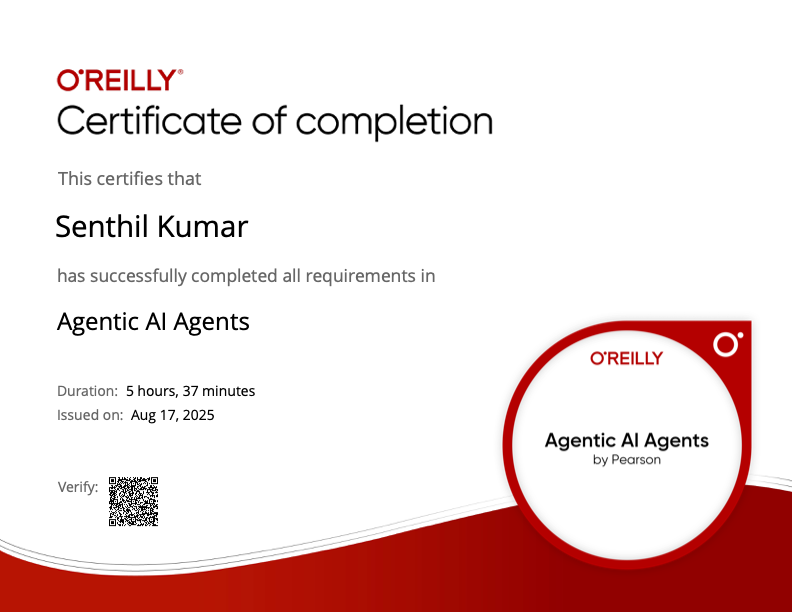 O'REILLY®
Certificate of completion
This certifies that
Senthil Kumar
has successfully completed all requirements in
Agentic AI Agents
Duration: 5 hours, 37 minutes
Issued on: Aug 17, 2025
Verify:
O'REILLY
Agentic AI Agents
by Pearson